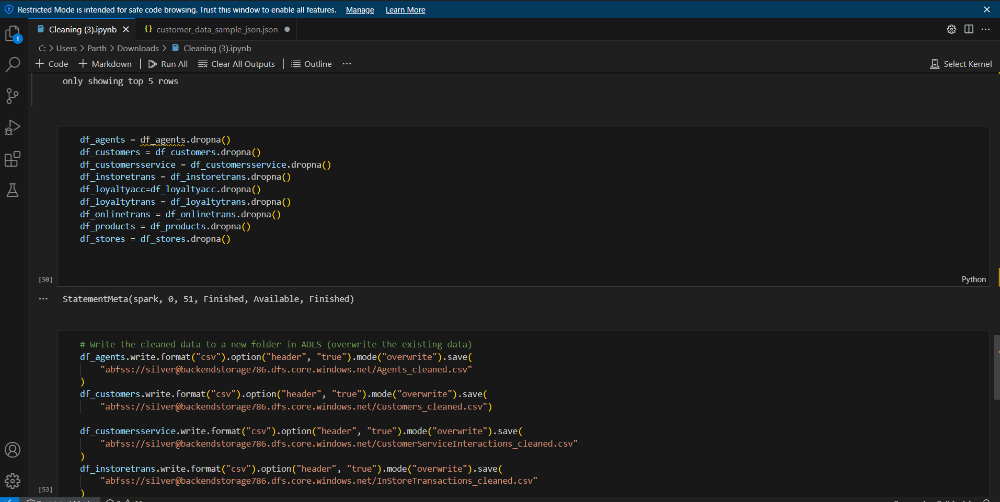 Restricted Mode is intended for safe code browsing. Trust this window to enable all features. Manage Learn More
Cleaning (3).ipynb
{} customer_data_sample_json.json
1
C: > Users > Parth > Downloads > Cleaning (3).ipynb
+ Code + Markdown | Run All Clear All Outputs | Outline ...
Select Kernel
only showing top 5 rows
df_agents = df_agents.dropna()
df_customers = df_customers.dropna()
df_customersservice = df_customersservice.dropna()
df_instoretrans = df_instoretrans.dropna()
df_loyaltyacc=df_loyaltyacc.dropna()
df_loyaltytrans = df_loyaltytrans.dropna()
df_onlinetrans = df_onlinetrans.dropna()
df_products = df_products.dropna()
df_stores = df_stores.dropna()
[50]
Python
... StatementMeta(spark, 0, 51, Finished, Available, Finished)
# Write the cleaned data to a new folder in ADLS (overwrite the existing data)
df_agents.write.format("csv").option("header", "true").mode("overwrite").save(
"abfss://silver@backendstorage786.dfs.core.windows.net/Agents_cleaned.csv"
)
df_customers.write.format("csv").option("header", "true").mode("overwrite").save(
"abfss://silver@backendstorage786.dfs.core.windows.net/Customers_cleaned.csv")
df_customersservice.write.format("csv").option("header", "true").mode("overwrite").save(
"abfss://silver@backendstorage786.dfs.core.windows.net/CustomerServiceInteractions_cleaned.csv"
)
df_instoretrans.write.format("csv").option("header", "true").mode("overwrite").save(
"abfss://silver@backendstorage786.dfs.core.windows.net/InStoreTransactions_cleaned.csv"
)
[53]